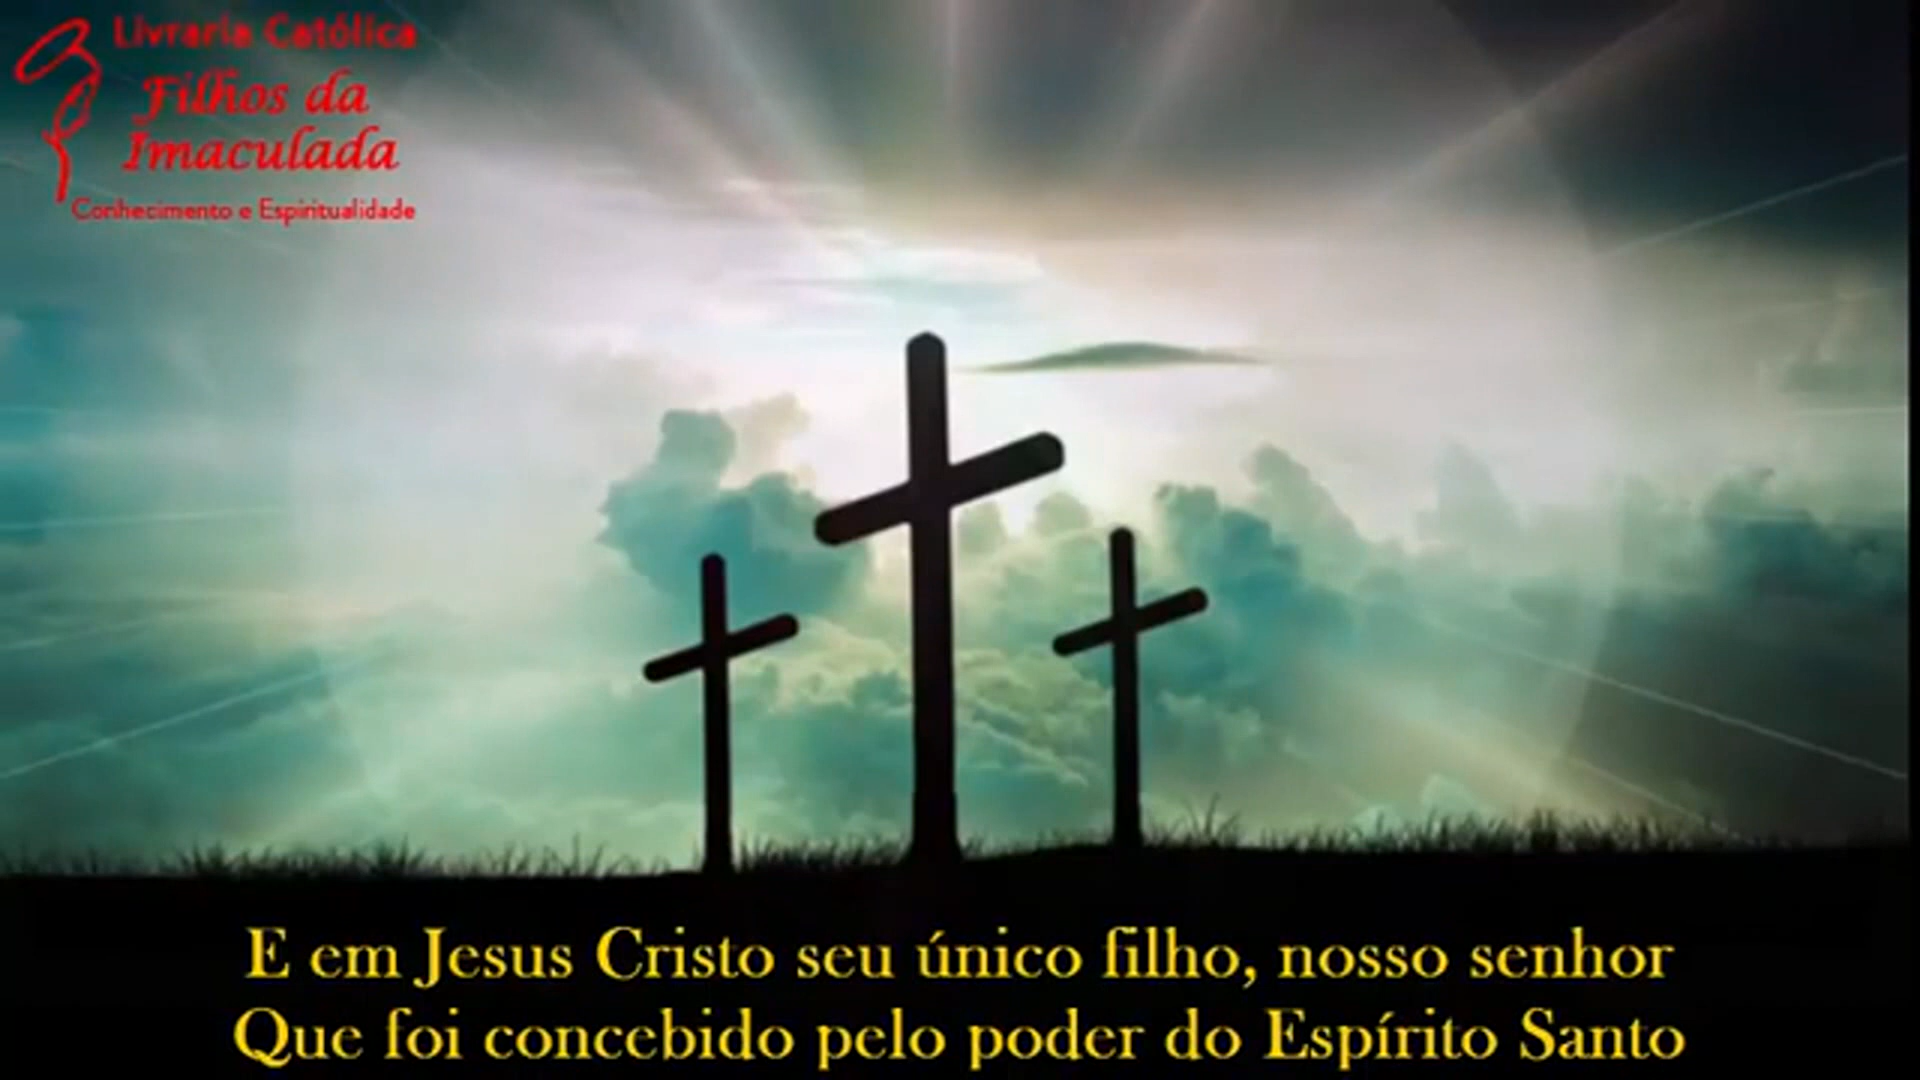 Livraria Católica
Filhos da
Imaculada
Conhecimento e Espiritualidade
E em Jesus Cristo seu único filho, nosso senhor
Que foi concebido pelo poder do Espírito Santo